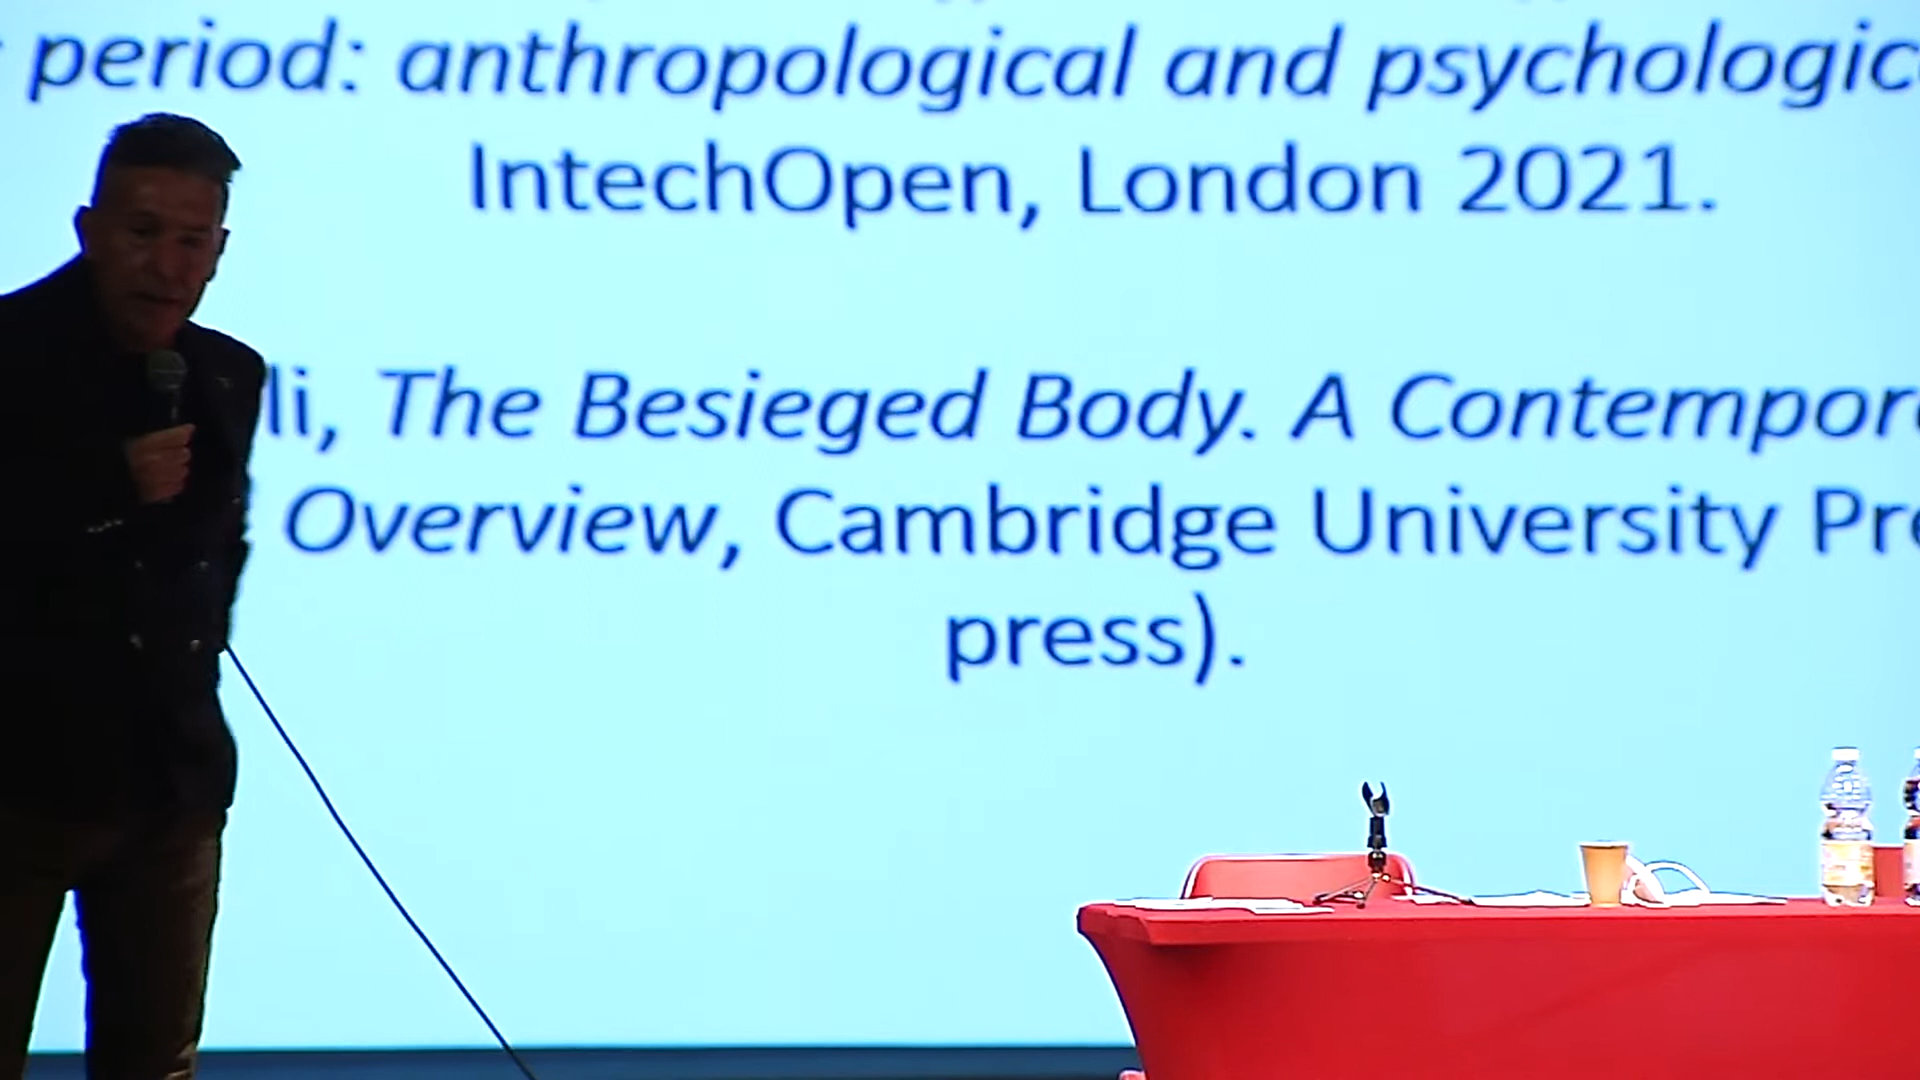 period: anthropological and psychologic
IntechOpen, London 2021.
li, The Besieged Body. A Contempor
Overview, Cambridge University Pr
press).